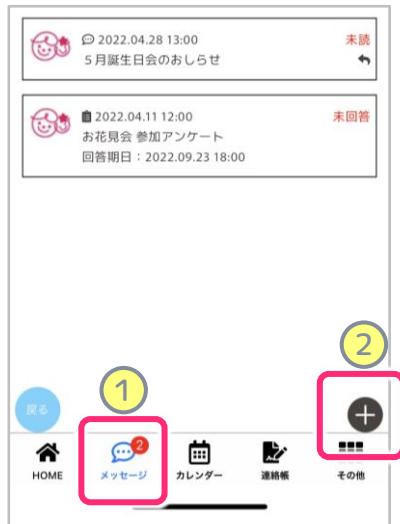 2022.04.28 13:00 未読
5月誕生日会のおしらせ
2022.04.11 12:00 未回答
お花見会 参加アンケート
回答期日：2022.09.23 18:00
2
1
戻る
2
HOME メッセージ カレンダー 連絡帳 その他